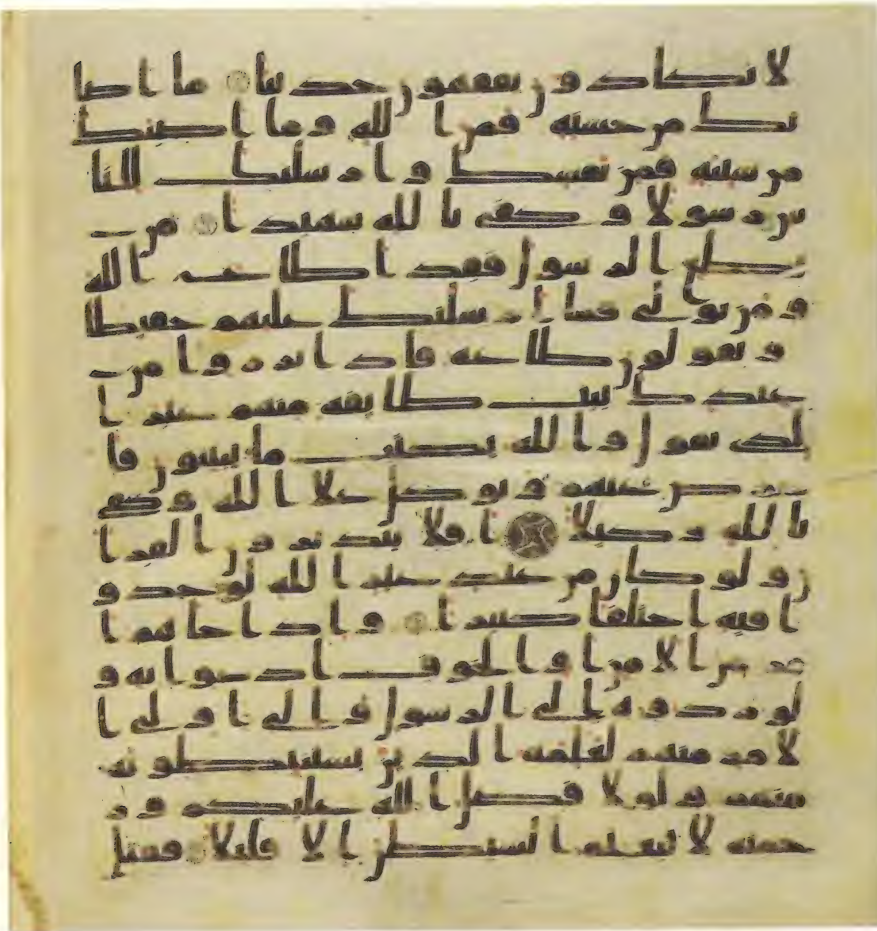 لا يكادون يفقهون حديثا ما اصا
بك من حسنة فمن الله وما اصبك
من سيئة فمن نفسك وارسلنك للنا
س رسولا وكفى بالله شهيدا من
يطع الرسول فقد اطاع الله
ومن تولى فما ارسلنك عليهم حفيظا
ويقولون طاعة فاذا برزوا من
عندك بيت طائفة منهم غير ا
لذي تقول والله يكتب ما يبيتون فا
عرض عنهم وتوكل على الله وكفى
بالله وكيلا افلا يتدبرون القرا
ن ولو كان من عند غير الله لوجدو
ا فيه اختلفا كثيرا واذا جاهم ا
مر من الامن او الخوف اذاعوا به و
لو ردوه الى الرسول والى اولي ا
لامر منهم لعلمه الذين يستنبطونه
منهم ولولا فضل الله عليكم ور
حمته لاتبعتم الشيطن الا قليلا فقتل